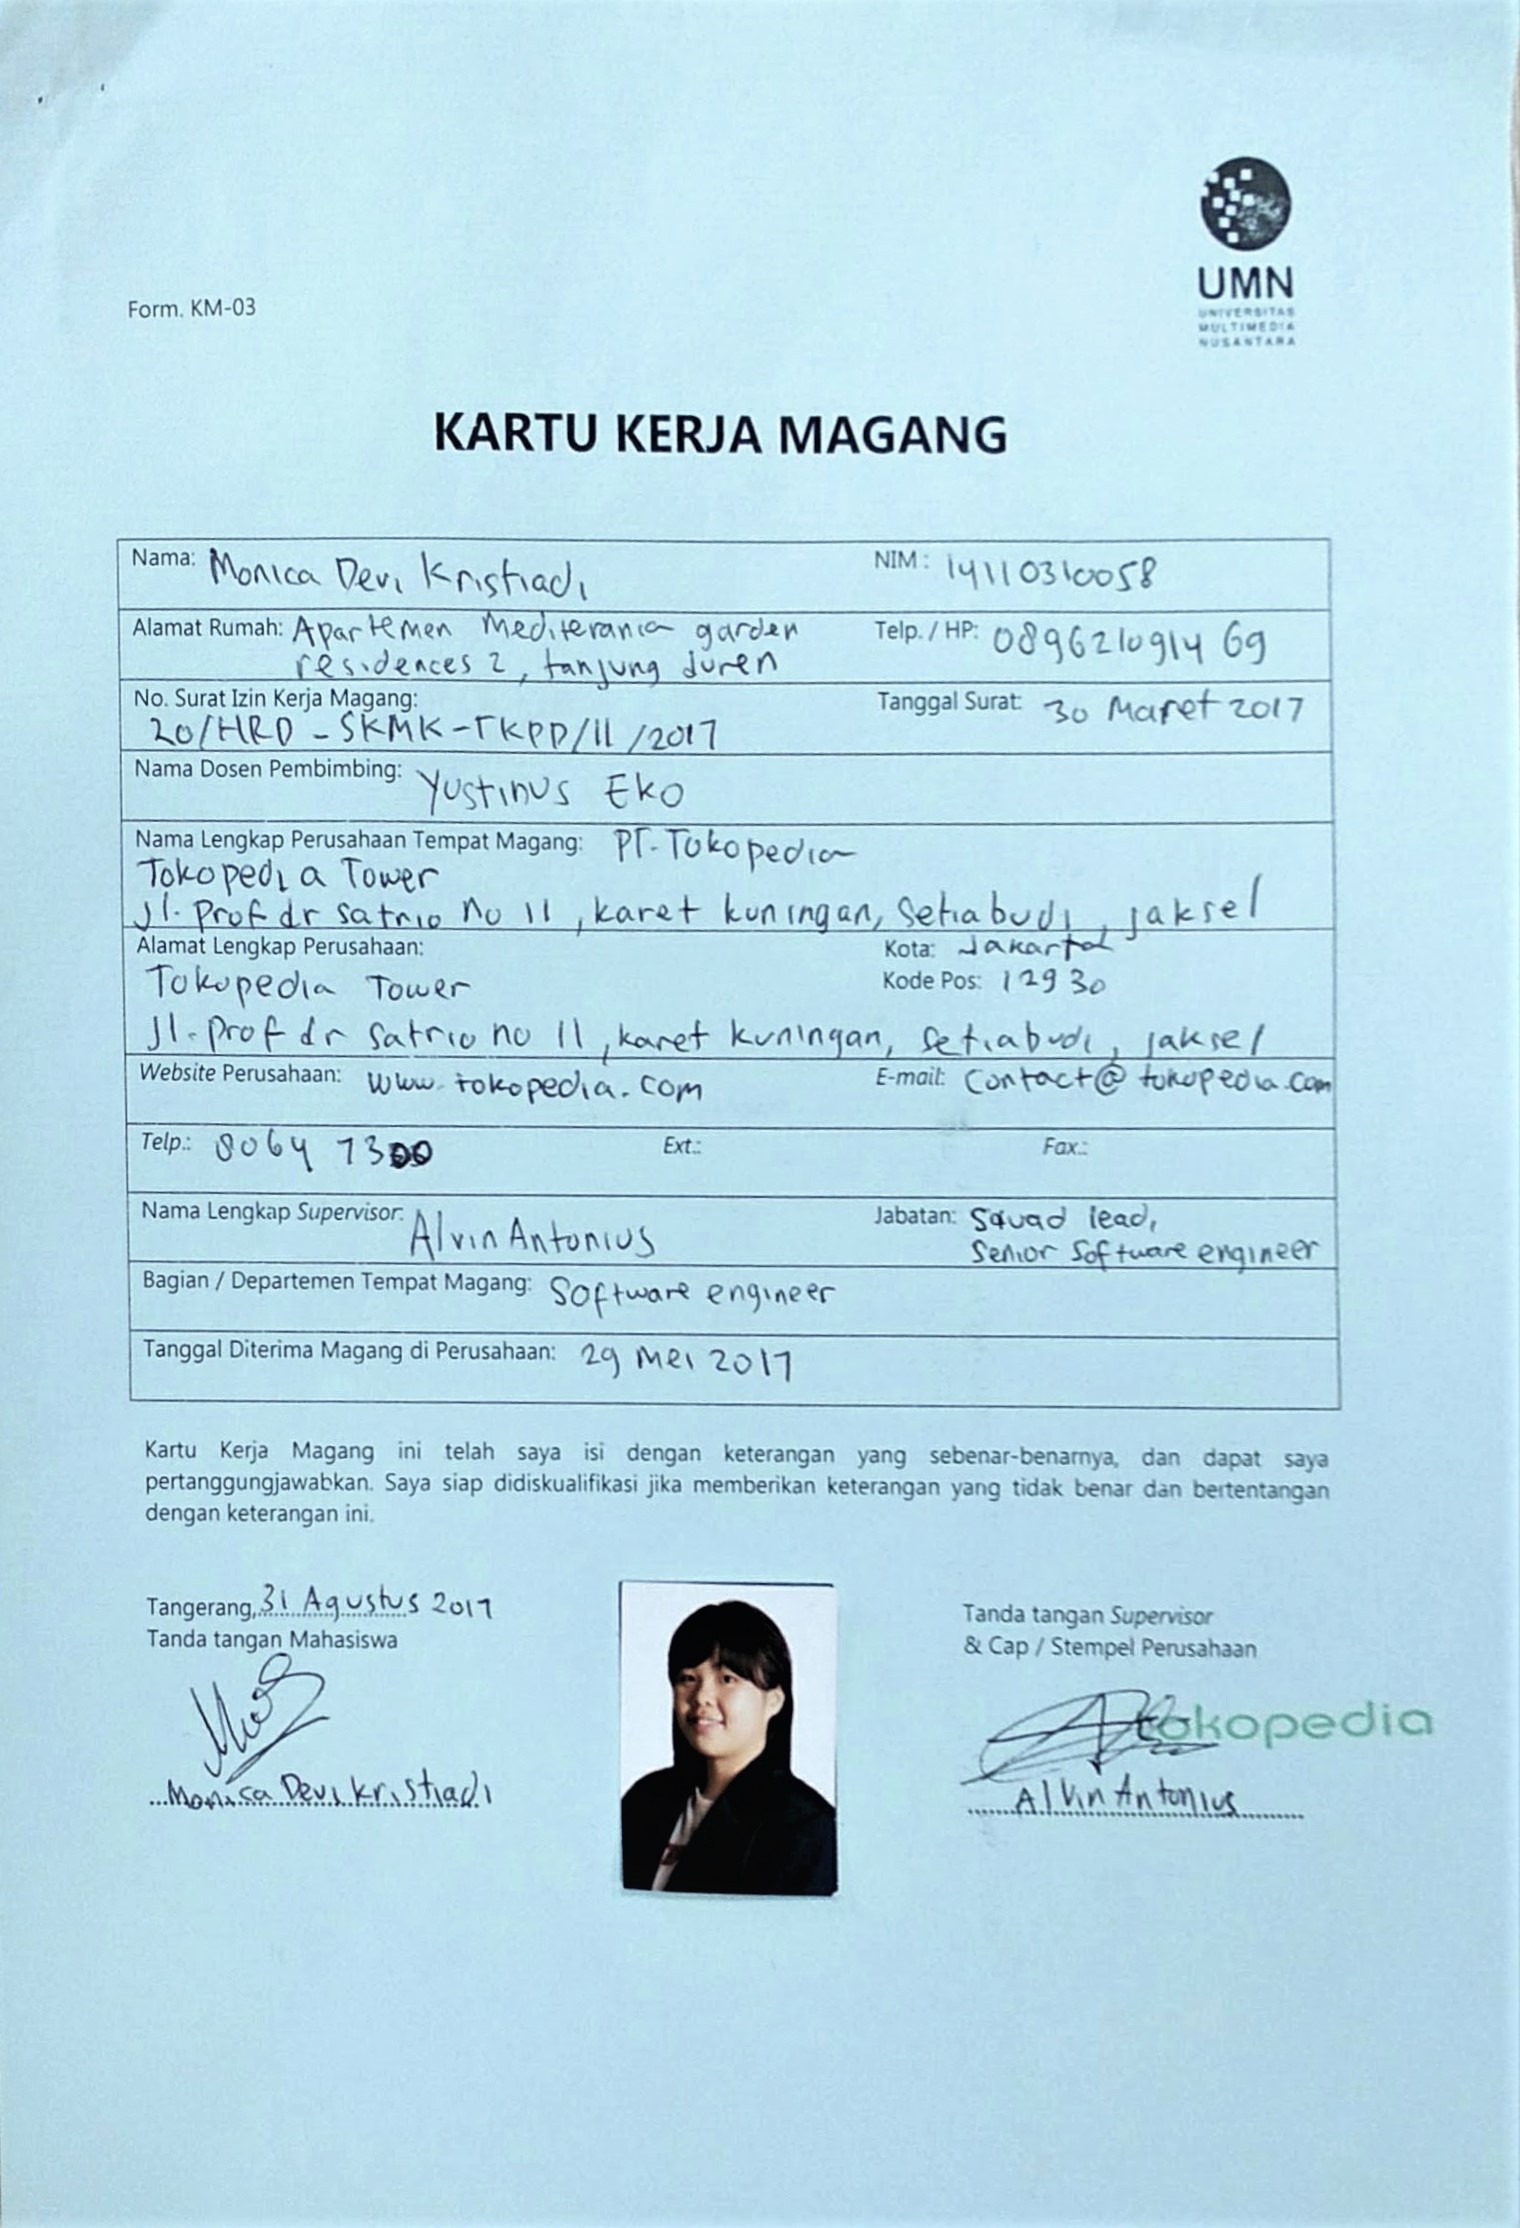 UMN
UNIVERSITAS
MULTIMEDIA
NUSANTARA
Form. KM-03
KARTU KERJA MAGANG
Nama: Monica Devi Kristiadi NIM : 14110310058
Alamat Rumah: Apartemen Mediterania garden Telp. / HP: 089621091469
residences 2, tanjung duren
No. Surat Izin Kerja Magang: Tanggal Surat: 30 Maret 2017
20/HRD - SKMK-TKPD/II/2017
Nama Dosen Pembimbing: Yustinus Eko
Nama Lengkap Perusahaan Tempat Magang: PT. Tokopedia
Tokopedia Tower
Jl. Prof dr satrio no 11, karet kuningan, Setiabudi, jaksel
Alamat Lengkap Perusahaan: Kota: Jakarta
Tokopedia Tower Kode Pos: 12930
Jl. Prof dr satrio no 11, karet kuningan, setiabudi, jaksel
Website Perusahaan: www.tokopedia.com E-mail: contact@tokopedia.com
Telp.: 8064 7300 Ext.: Fax.:
Nama Lengkap Supervisor: Alvin Antonius Jabatan: Squad lead,
Senior Software engineer
Bagian / Departemen Tempat Magang: Software engineer
Tanggal Diterima Magang di Perusahaan: 29 Mei 2017
Kartu Kerja Magang ini telah saya isi dengan keterangan yang sebenar-benarnya, dan dapat saya
pertanggungjawabkan. Saya siap didiskualifikasi jika memberikan keterangan yang tidak benar dan bertentangan
dengan keterangan ini.
Tangerang, 31 Agustus 2017
Tanda tangan Mahasiswa
Monica Devi Kristiadi
Tanda tangan Supervisor
& Cap / Stempel Perusahaan
tokopedia
Alvin Antonius